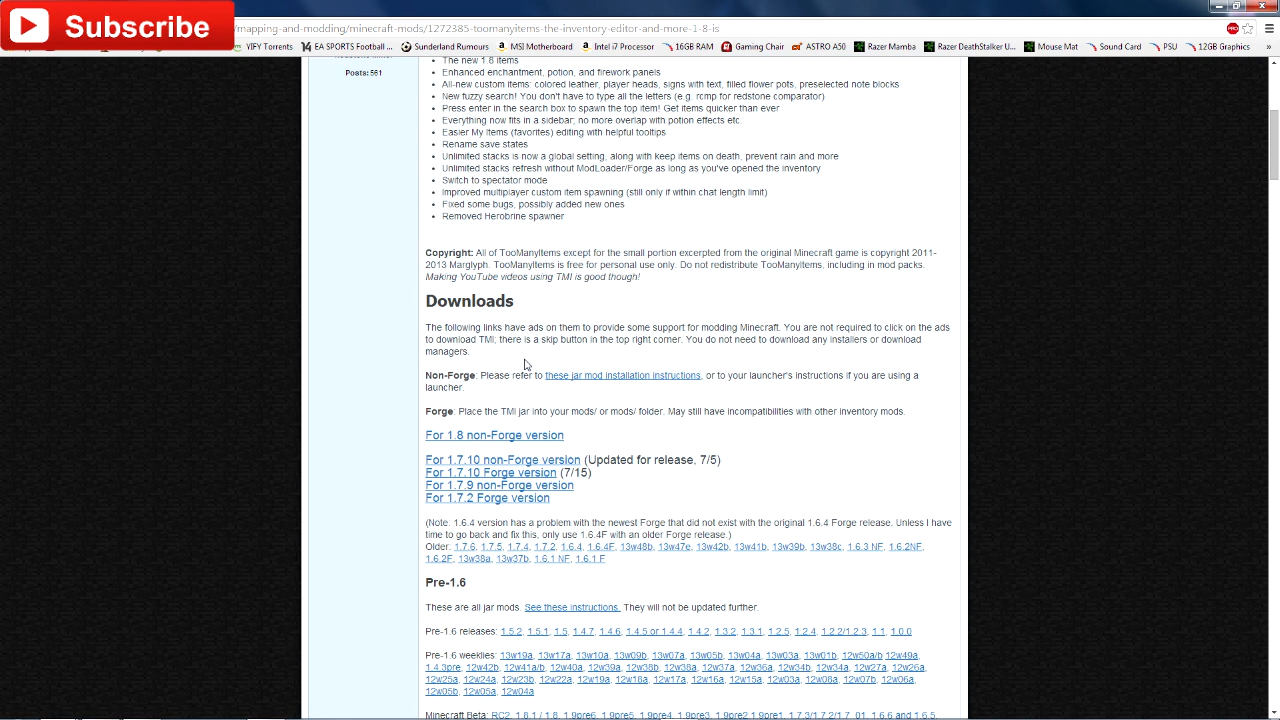 Subscribe
/mapping-and-modding/minecraft-mods/1272385-toomanyitems-the-inventory-editor-and-more-1-8-is
VIFY Torrents EA SPORTS Football ... Sunderland Rumours MSI Motherboard Intel i7 Processor 16GB RAM Gaming Chair ASTRO A50 Razer Mamba Razer DeathStalker U... Mouse Mat Sound Card PSU 12GB Graphics
Posts: 561
• The new 1.8 items
• Enhanced enchantment, potion, and firework panels
• All-new custom items: colored leather, player heads, signs with text, filled flower pots, preselected note blocks
• New fuzzy search! You don't have to type all the letters (e.g. rcmp for redstone comparator)
• Press enter in the search box to spawn the top item! Get items quicker than ever
• Everything now fits in a sidebar; no more overlap with potion effects etc.
• Easier My Items (favorites) editing with helpful tooltips
• Rename save states
• Unlimited stacks is now a global setting, along with keep items on death, prevent rain and more
• Unlimited stacks refresh without ModLoader/Forge as long as you've opened the inventory
• Switch to spectator mode
• Improved multiplayer custom item spawning (still only if within chat length limit)
• Fixed some bugs, possibly added new ones
• Removed Herobrine spawner
Copyright: All of TooManyItems except for the small portion excerpted from the original Minecraft game is copyright 2011-
2013 Marglyph. TooManyItems is free for personal use only. Do not redistribute TooManyItems, including in mod packs.
Making YouTube videos using TMI is good though!
Downloads
The following links have ads on them to provide some support for modding Minecraft. You are not required to click on the ads
to download TMI; there is a skip button in the top right corner. You do not need to download any installers or download
managers.
Non-Forge: Please refer to these jar mod installation instructions, or to your launcher's instructions if you are using a
launcher.
Forge: Place the TMI jar into your mods/ or mods/ folder. May still have incompatibilities with other inventory mods.
For 1.8 non-Forge version
For 1.7.10 non-Forge version (Updated for release, 7/5)
For 1.7.10 Forge version (7/15)
For 1.7.9 non-Forge version
For 1.7.2 Forge version
(Note: 1.6.4 version has a problem with the newest Forge that did not exist with the original 1.6.4 Forge release. Unless I have
time to go back and fix this, only use 1.6.4F with an older Forge release.)
Older: 1.7.6, 1.7.5, 1.7.4, 1.7.2, 1.6.4, 1.6.4F, 13w48b, 13w47e, 13w42b, 13w41b, 13w39b, 13w38c, 1.6.3 NF, 1.6.2NF,
1.6.2F, 13w38a, 13w37b, 1.6.1 NF, 1.6.1 F
Pre-1.6
These are all jar mods. See these instructions. They will not be updated further.
Pre-1.6 releases: 1.5.2, 1.5.1, 1.5, 1.4.7, 1.4.6, 1.4.5 or 1.4.4, 1.4.2, 1.3.2, 1.3.1, 1.2.5, 1.2.4, 1.2.2/1.2.3, 1.1, 1.0.0
Pre-1.6 weeklies: 13w19a, 13w17a, 13w10a, 13w09b, 13w07a, 13w05b, 13w04a, 13w03a, 13w01b, 12w50a/b 12w49a,
1.4.3pre, 12w42b, 12w41a/b, 12w40a, 12w39a, 12w38b, 12w38a, 12w37a, 12w36a, 12w34b, 12w34a, 12w27a, 12w26a,
12w25a, 12w24a, 12w23b, 12w22a, 12w19a, 12w18a, 12w17a, 12w16a, 12w15a, 12w03a, 12w08a, 12w07b, 12w06a,
12w05b, 12w05a, 12w04a
Minecraft Beta: RC2, 1.8.1 / 1.8, 1.9pre6, 1.9pre5, 1.9pre4, 1.9pre3, 1.9pre2 1.9pre1, 1.7.3/1.7.2/1.7_01, 1.6.6 and 1.6.5,